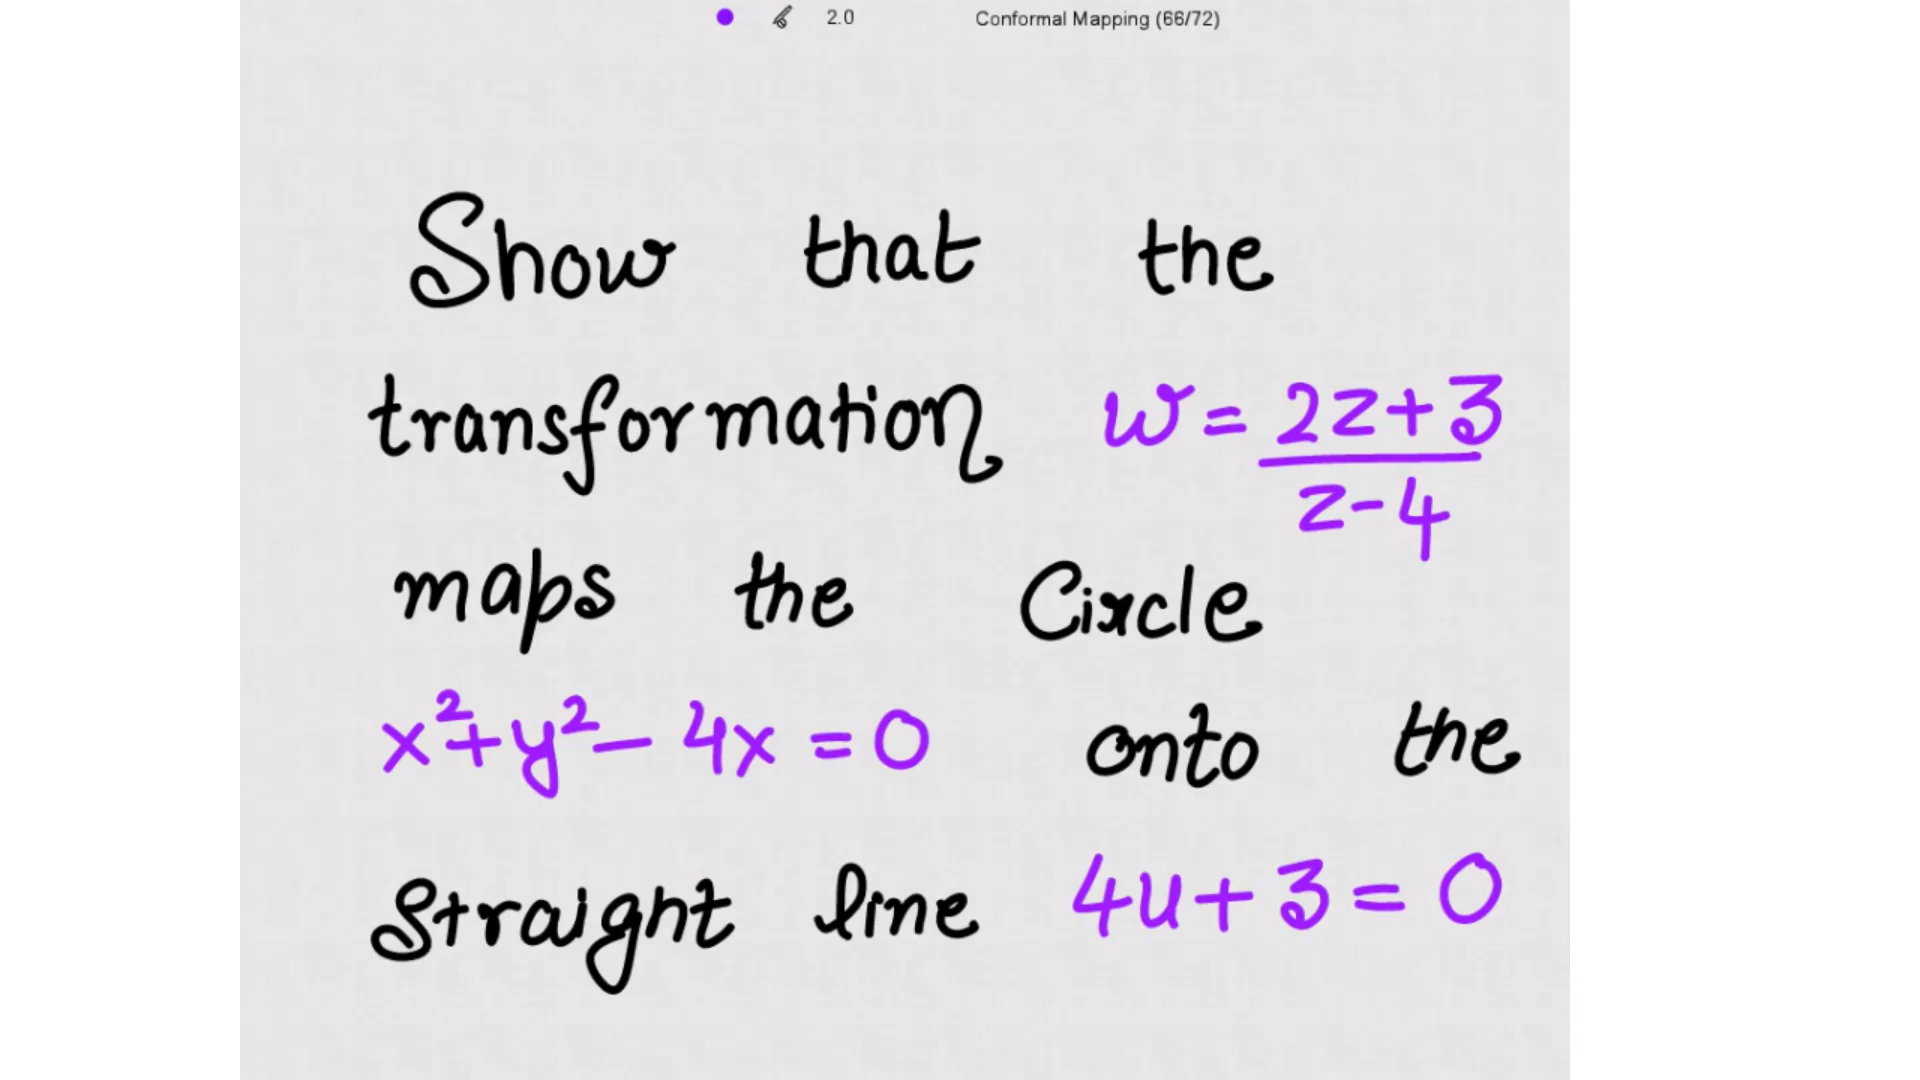 2.0 Conformal Mapping (66/72)
Show that the
transformation w = 2z+3 / z-4
maps the Circle
x²+y²- 4x = 0 onto the
Straight line 4u+3=0